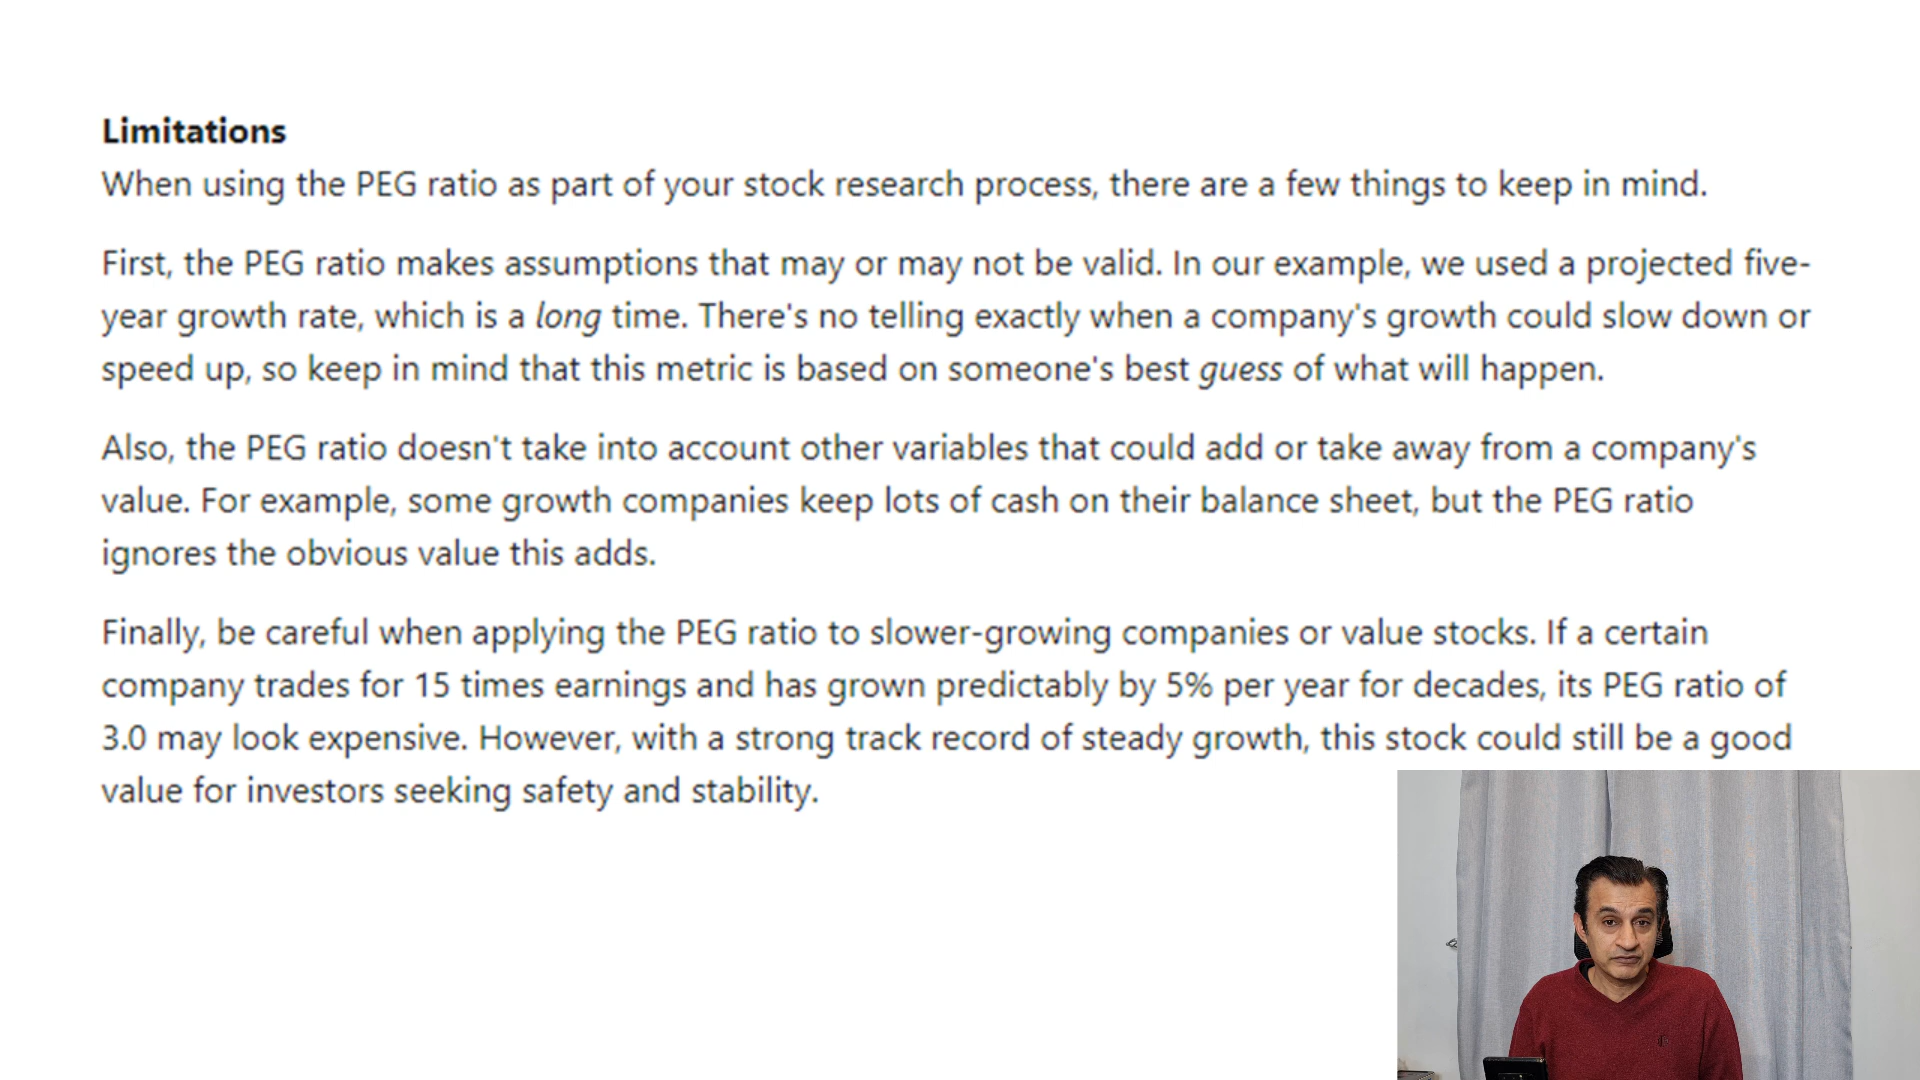 Limitations
When using the PEG ratio as part of your stock research process, there are a few things to keep in mind.
First, the PEG ratio makes assumptions that may or may not be valid. In our example, we used a projected five-
year growth rate, which is a long time. There's no telling exactly when a company's growth could slow down or
speed up, so keep in mind that this metric is based on someone's best guess of what will happen.
Also, the PEG ratio doesn't take into account other variables that could add or take away from a company's
value. For example, some growth companies keep lots of cash on their balance sheet, but the PEG ratio
ignores the obvious value this adds.
Finally, be careful when applying the PEG ratio to slower-growing companies or value stocks. If a certain
company trades for 15 times earnings and has grown predictably by 5% per year for decades, its PEG ratio of
3.0 may look expensive. However, with a strong track record of steady growth, this stock could still be a good
value for investors seeking safety and stability.